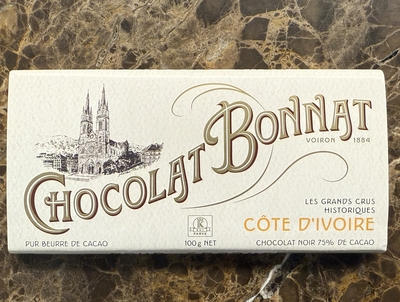 CHOCOLAT BONNAT
VOIRON 1884
LES GRANDS CRUS
HISTORIQUES
CÔTE D'IVOIRE
PUR BEURRE DE CACAO
100g NET
CHOCOLAT NOIR 75% DE CACAO